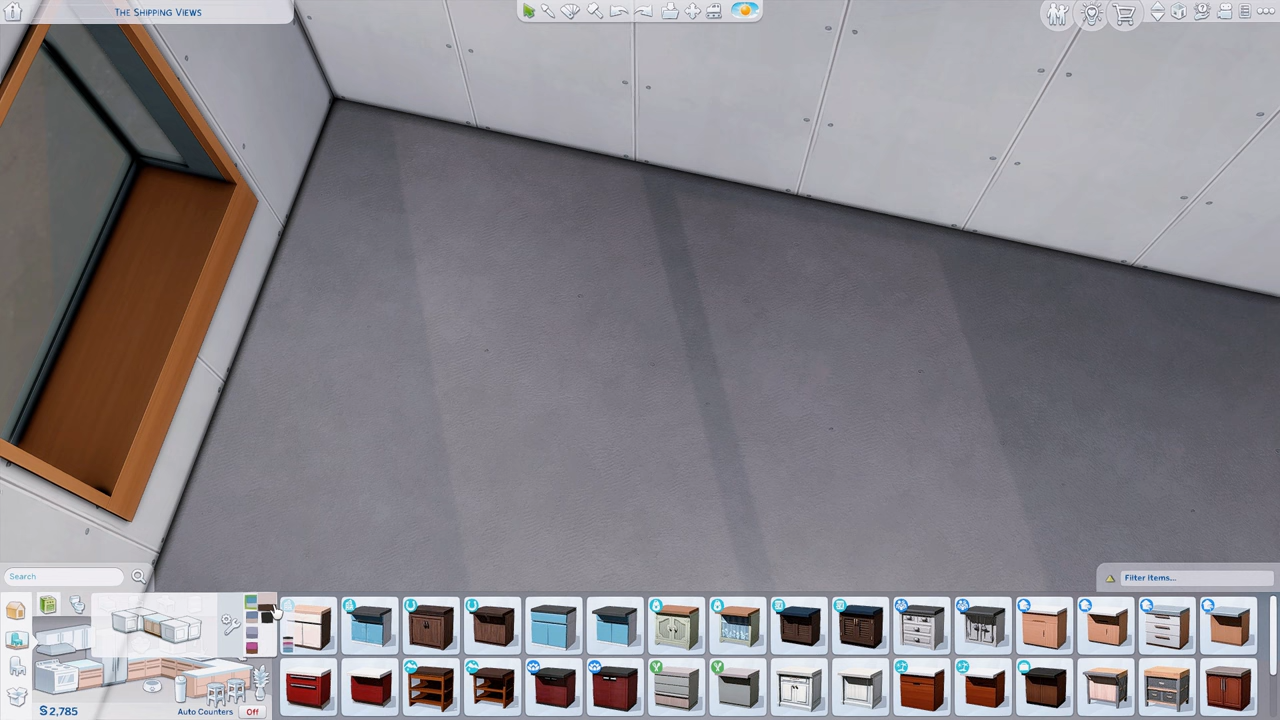 THE SHIPPING VIEWS
Search
Filter Items...
§2,785
Auto Counters
Off